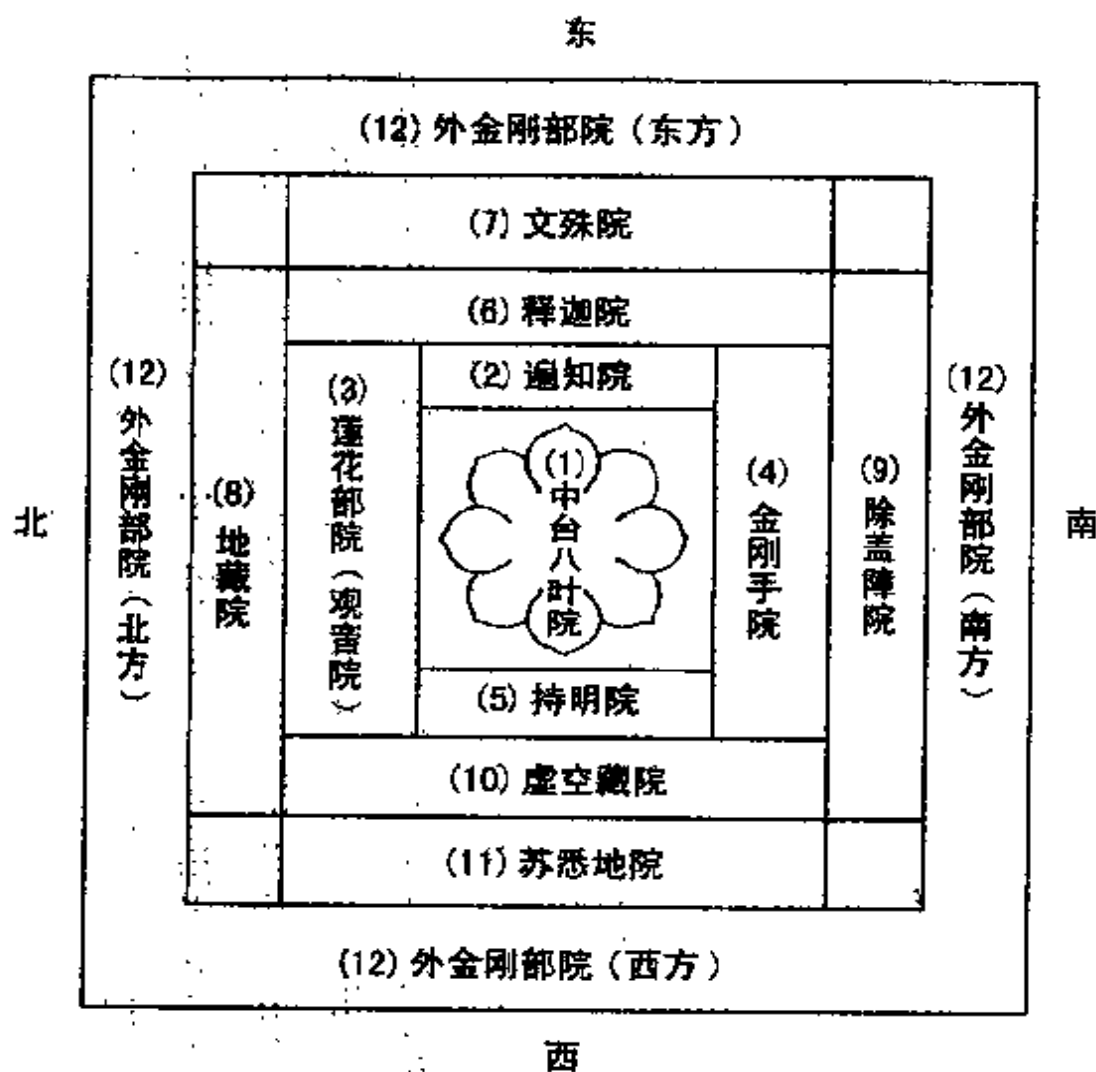 东
(12) 外金刚部院（东方）
(7) 文殊院
(6) 释迦院
(2) 遍知院
(12) 外金刚部院（北方）
(8) 地藏院
(3) 蓮花部院（观音院）
(1) 中台八叶院
(4) 金刚手院
(9) 除盖障院
(12) 外金刚部院（南方）
北
南
(5) 持明院
(10) 虚空藏院
(11) 苏悉地院
(12) 外金刚部院（西方）
西